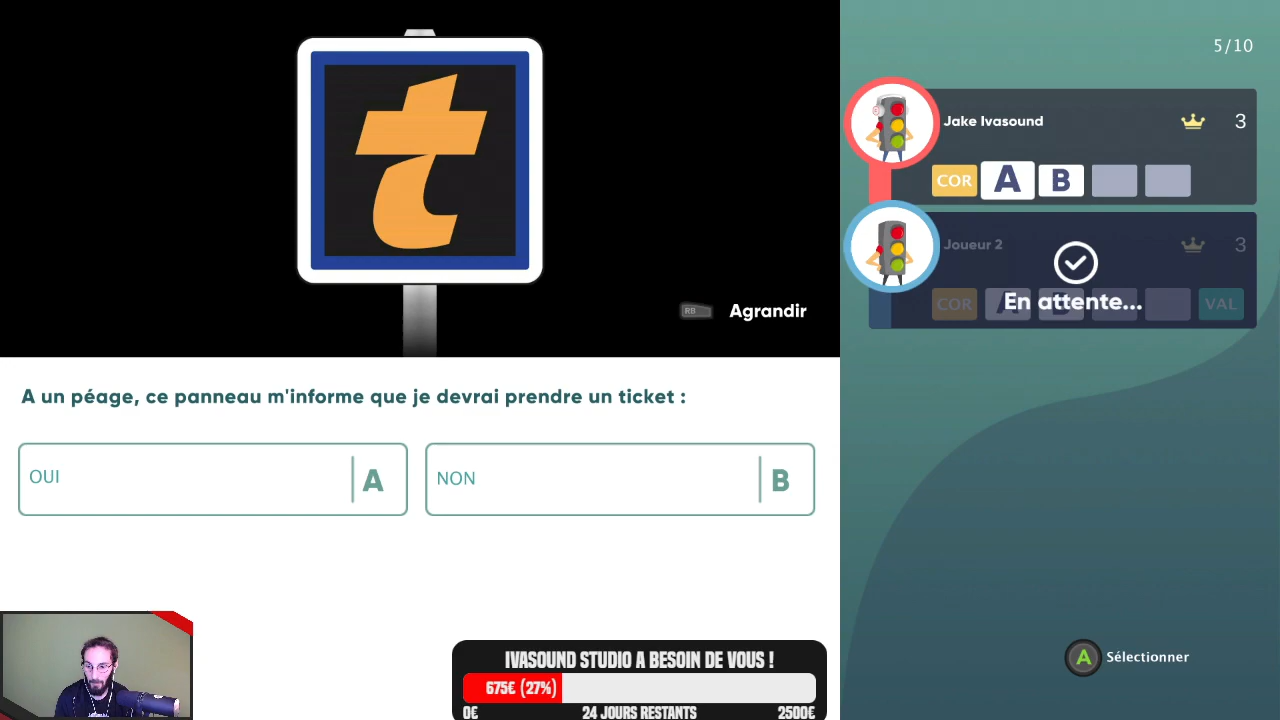 t
RB Agrandir
A un péage, ce panneau m'informe que je devrai prendre un ticket :
OUI A
NON B
5/10
Jake Ivasound 3
COR A B
Joueur 2 3
COR A B VAL
En attente...
A Sélectionner
IVASOUND STUDIO A BESOIN DE VOUS !
675€ (27%)
0€ 24 JOURS RESTANTS 2500€